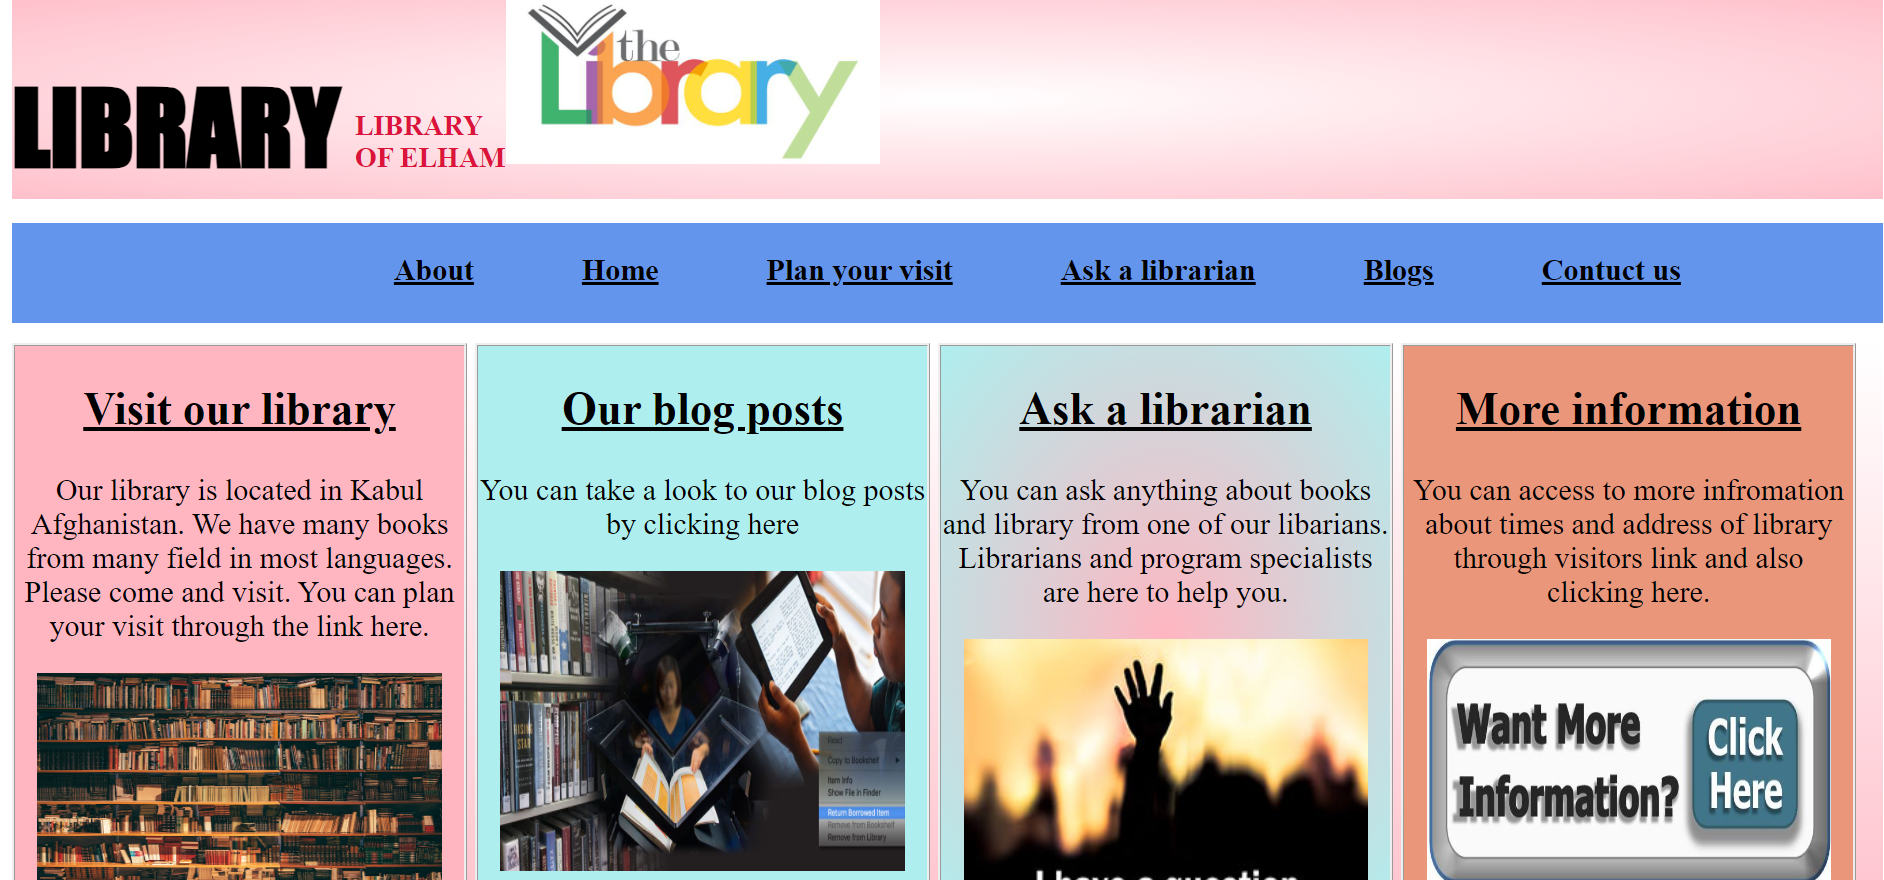 the
Library
LIBRARY
LIBRARY
OF ELHAM
About Home Plan your visit Ask a librarian Blogs Contuct us
Visit our library
Our library is located in Kabul
Afghanistan. We have many books
from many field in most languages.
Please come and visit. You can plan
your visit through the link here.
Our blog posts
You can take a look to our blog posts
by clicking here
RISING
STAR
Read
Copy to Bookshelf
Item Info
Show File in Finder
Return Borrowed Item
Remove from Bookshelf
Remove from Library
Ask a librarian
You can ask anything about books
and library from one of our libarians.
Librarians and program specialists
are here to help you.
I have a question
More information
You can access to more infromation
about times and address of library
through visitors link and also
clicking here.
Want More
Information?
Click
Here